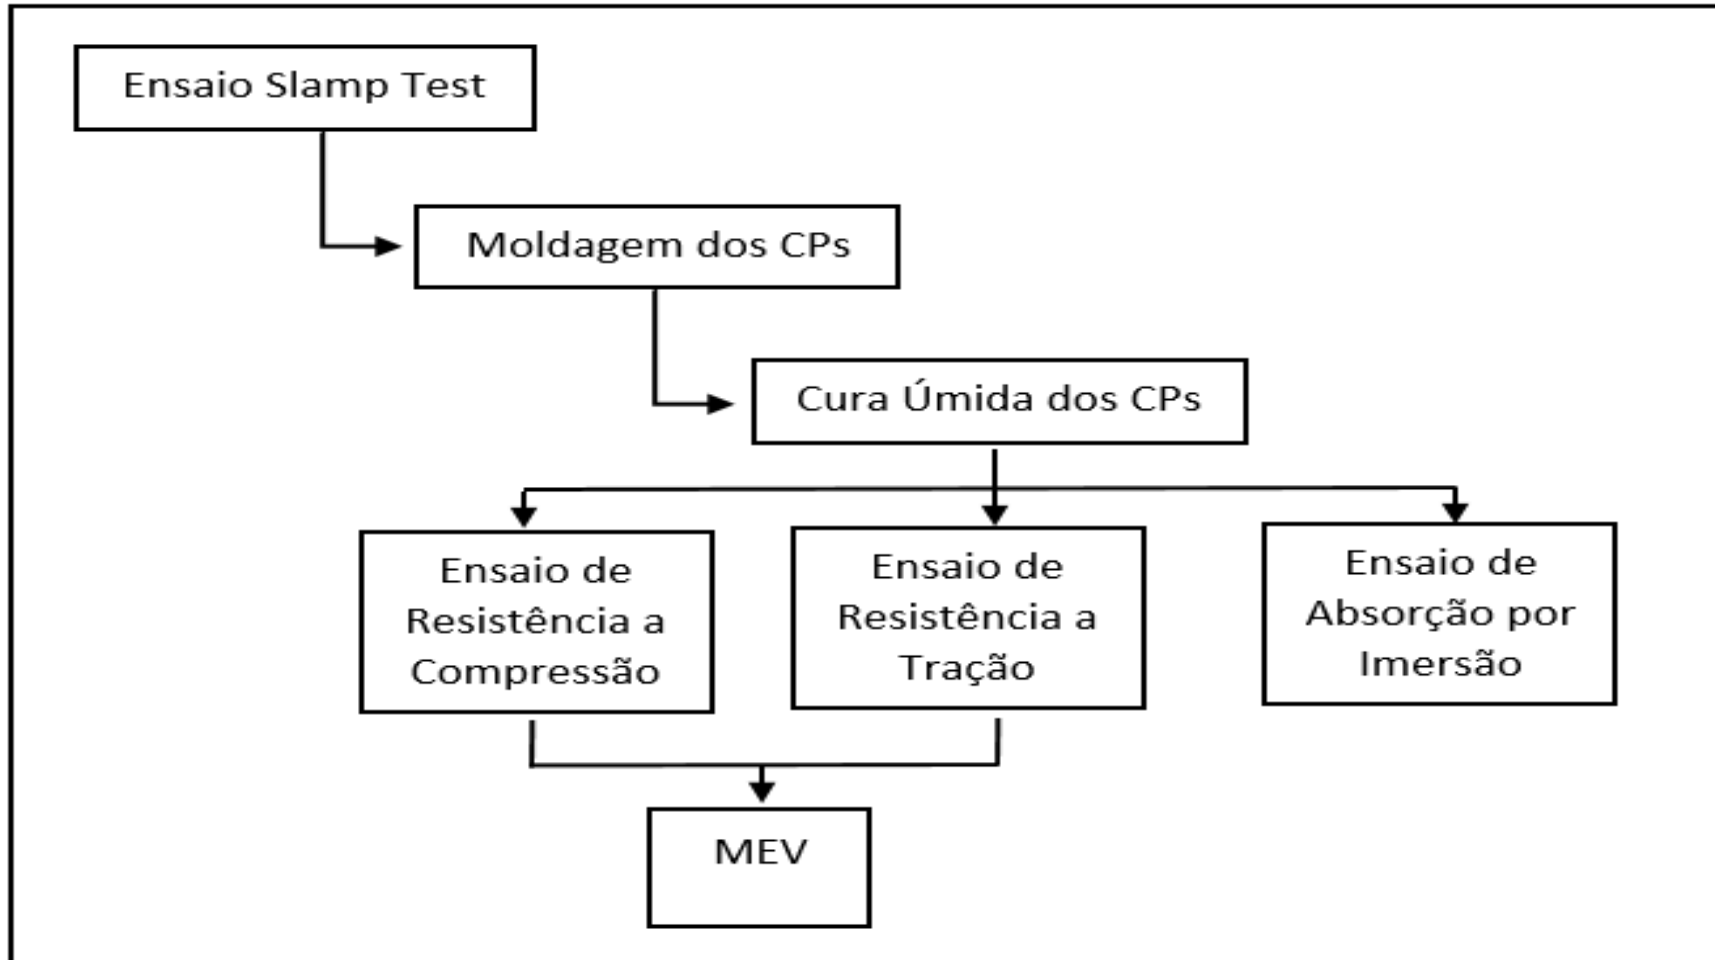 Ensaio Slamp Test
Moldagem dos CPs
Cura Úmida dos CPs
Ensaio de
Resistência a
Compressão
Ensaio de
Resistência a
Tração
Ensaio de
Absorção por
Imersão
MEV